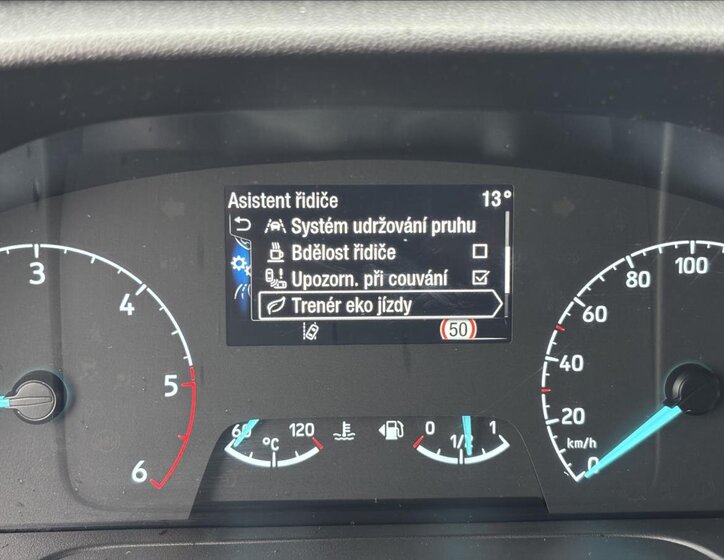 Asistent řidiče 13°
Systém udržování pruhu
Bdělost řidiče
Upozorn. při couvání
Trenér eko jízdy
50
3
4
5
6
60 °C 120
0 1/2 1
0
20
40
60
80
100
km/h